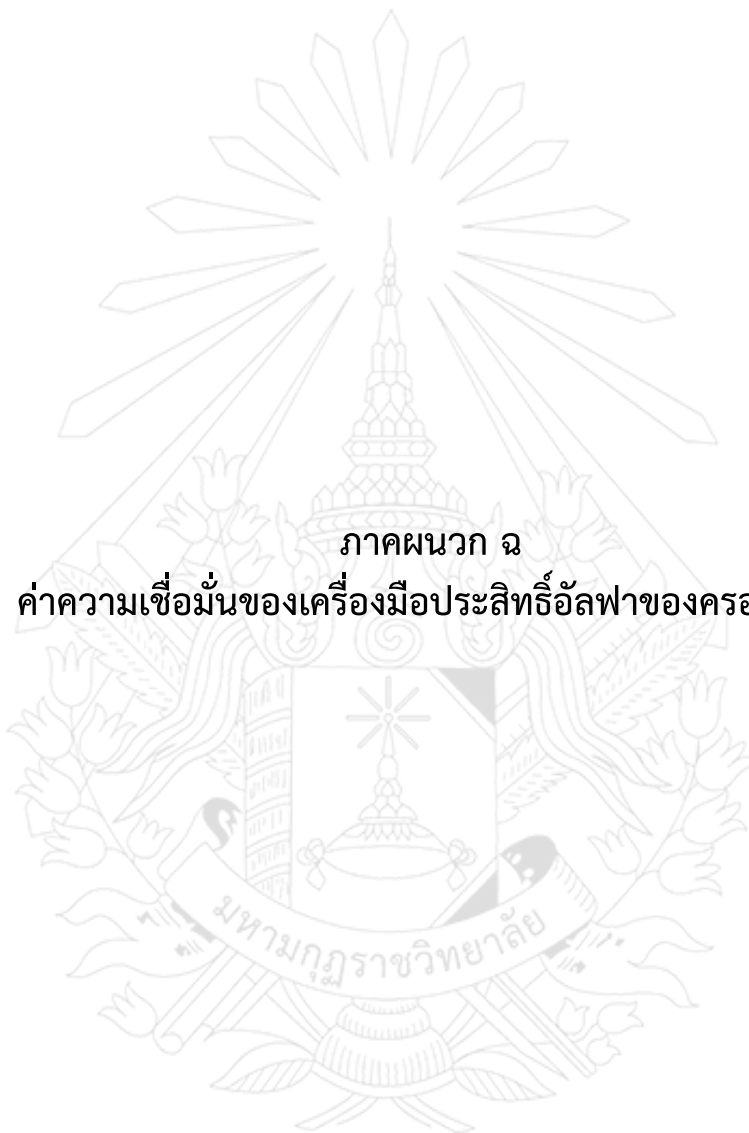 ภาคผนวก ฉ
ค่าความเชื่อมั่นของเครื่องมือประสิทธิ์อัลฟาของครอ
มหามกุฏราชวิทยาลัย